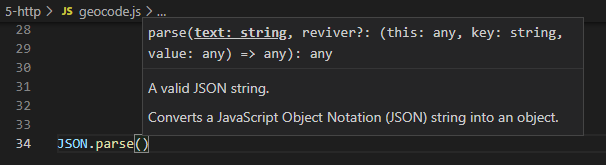 5-http > JS geocode.js > ...
28
29
30
31
32
33
34 JSON.parse()
parse(text: string, reviver?: (this: any, key: string,
value: any) => any): any
A valid JSON string.
Converts a JavaScript Object Notation (JSON) string into an object.